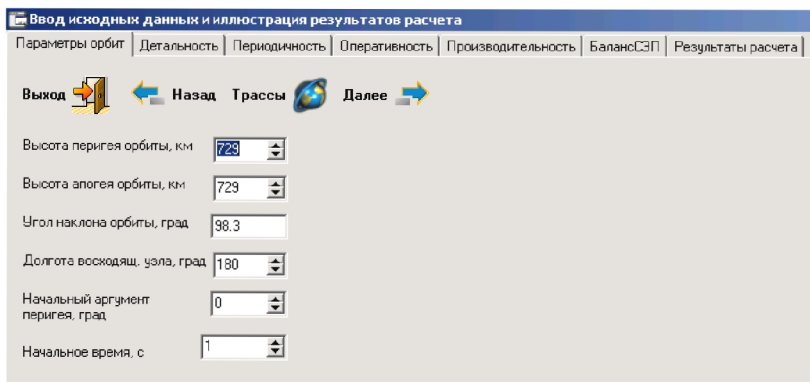 Ввод исходных данных и иллюстрация результатов расчета
Параметры орбит Детальность Периодичность Оперативность Производительность БалансСЭП Результаты расчета
Выход Назад Трассы Далее
Высота перигея орбиты, км 729
Высота апогея орбиты, км 729
Угол наклона орбиты, град 98.3
Долгота восходящ. узла, град 180
Начальный аргумент
перигея, град 0
Начальное время, с 1